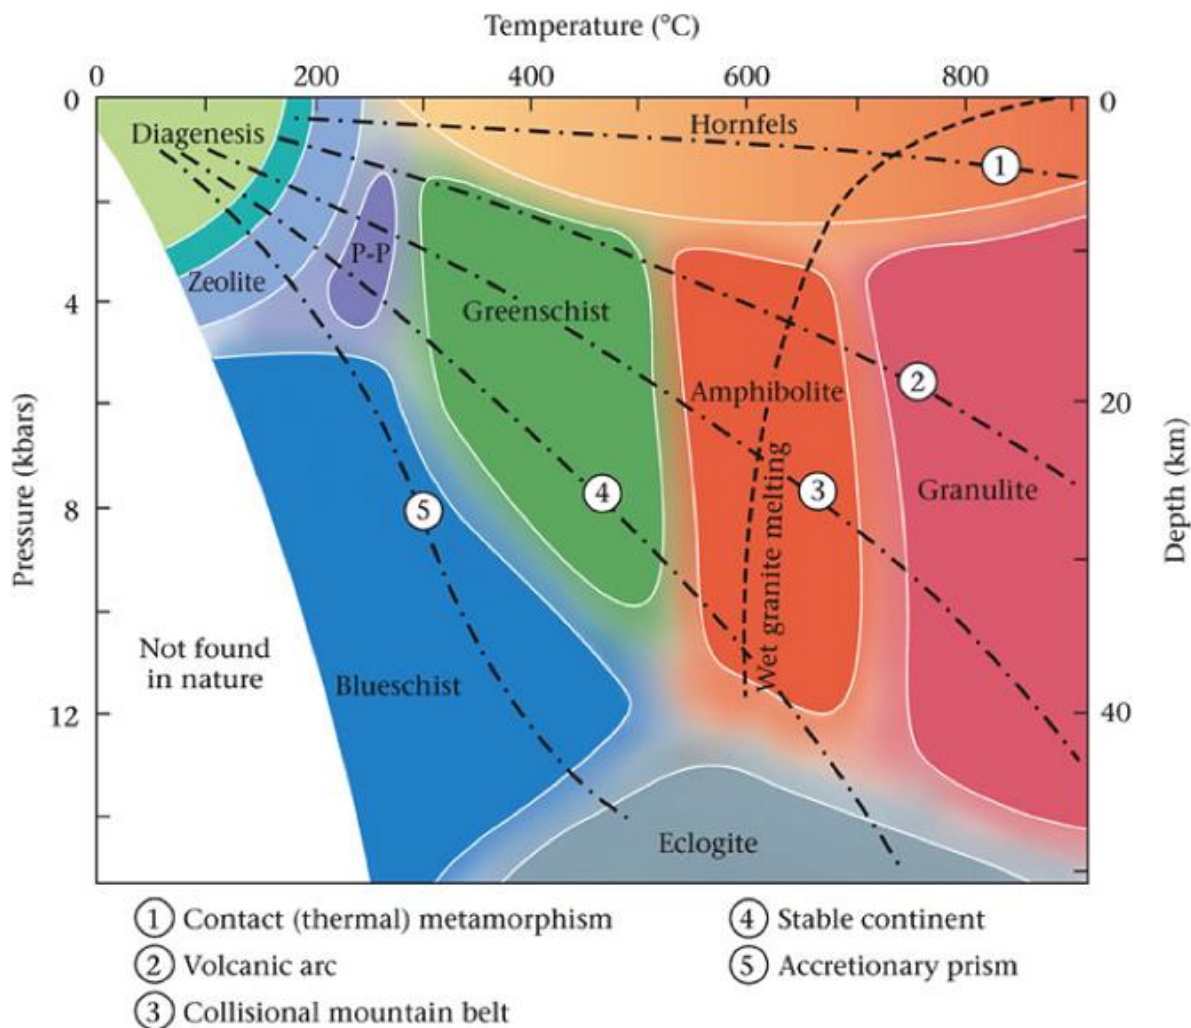 Temperature (°C)
0 200 400 600 800
0 0
Diagenesis Hornfels
1
P-P
Zeolite
4 Greenschist
2
Amphibolite 20
Pressure (kbars) Depth (km)
4 3 Granulite
8 5
Wet granite melting
Not found
in nature
Blueschist
12 40
Eclogite
1 Contact (thermal) metamorphism
2 Volcanic arc
3 Collisional mountain belt
4 Stable continent
5 Accretionary prism